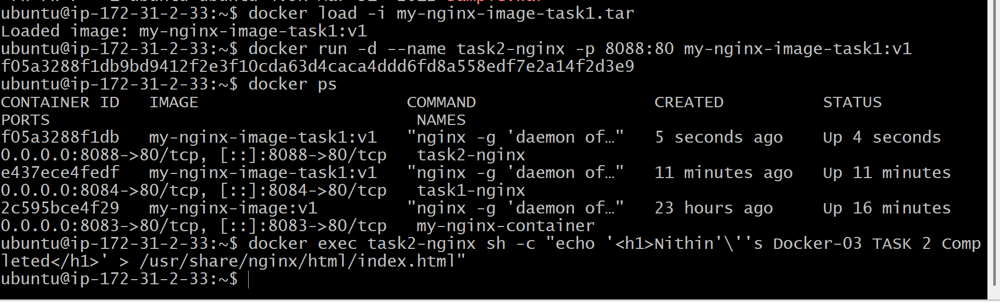 ubuntu@ip-172-31-2-33:~$ docker load -i my-nginx-image-task1.tar
Loaded image: my-nginx-image-task1:v1
ubuntu@ip-172-31-2-33:~$ docker run -d --name task2-nginx -p 8088:80 my-nginx-image-task1:v1
f05a3288f1db9bd9412f2e3f10cda63d4caca4ddd6fd8a558edf7e2a14f2d3e9
ubuntu@ip-172-31-2-33:~$ docker ps
CONTAINER ID   IMAGE                     COMMAND                  CREATED          STATUS
PORTS                                     NAMES
f05a3288f1db   my-nginx-image-task1:v1   "nginx -g 'daemon of…"   5 seconds ago    Up 4 seconds
0.0.0.0:8088->80/tcp, [::]:8088->80/tcp   task2-nginx
e437ece4fedf   my-nginx-image-task1:v1   "nginx -g 'daemon of…"   11 minutes ago   Up 11 minutes
0.0.0.0:8084->80/tcp, [::]:8084->80/tcp   task1-nginx
2c595bce4f29   my-nginx-image:v1         "nginx -g 'daemon of…"   23 hours ago     Up 16 minutes
0.0.0.0:8083->80/tcp, [::]:8083->80/tcp   my-nginx-container
ubuntu@ip-172-31-2-33:~$ docker exec task2-nginx sh -c "echo '<h1>Nithin'\''s Docker-03 TASK 2 Comp
leted</h1>' > /usr/share/nginx/html/index.html"
ubuntu@ip-172-31-2-33:~$